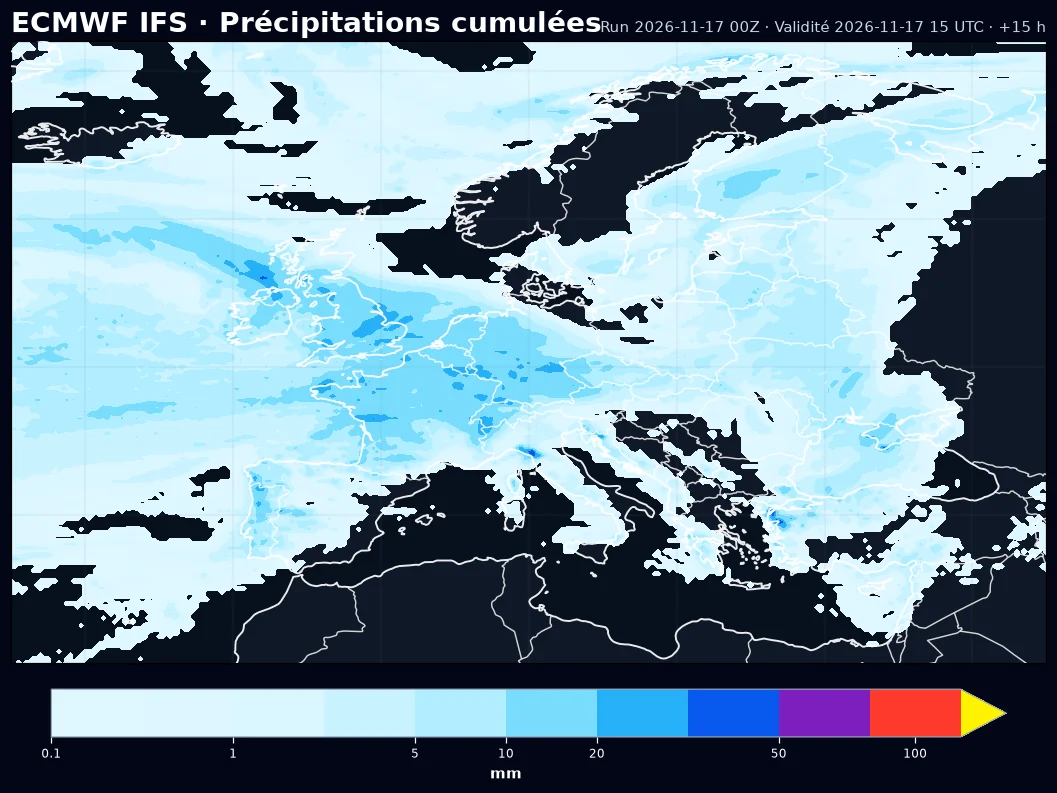 ECMWF IFS · Précipitations cumulées
Run 2026-11-17 00Z · Validité 2026-11-17 15 UTC · +15 h
0.1 1 5 10 20 50 100
mm